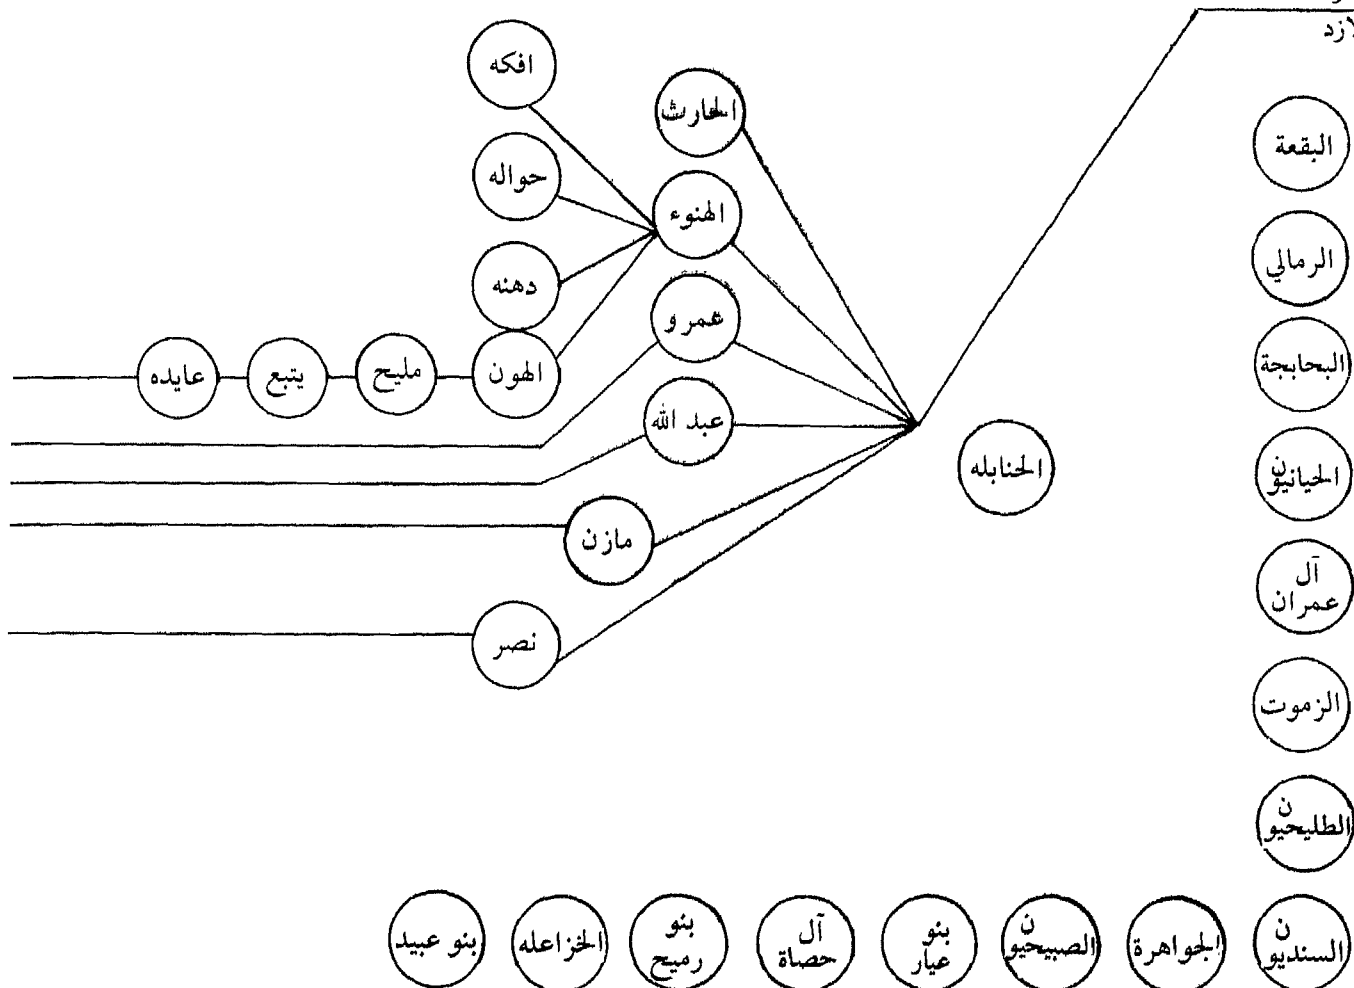 لازد
افكه
الحارث
البقعة
حواله
الهنوء
الرمالي
دهنه
عمرو
البحابجة
الهون
مليح
يتبع
عايده
عبد الله
الحنابله
الحيانيون
مازن
آل
عمران
نصر
الزموت
الطليحيون
السنديون
الجواهرة
الصبيحيون
بنو
عيار
آل
حصاة
بنو
رميح
الخزاعله
بنو عبيد